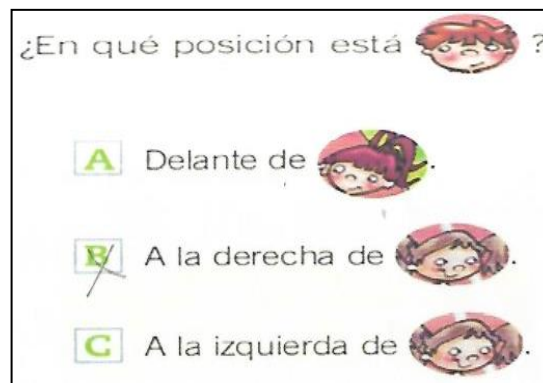 ¿En qué posición está ?
A Delante de .
B A la derecha de .
C A la izquierda de .